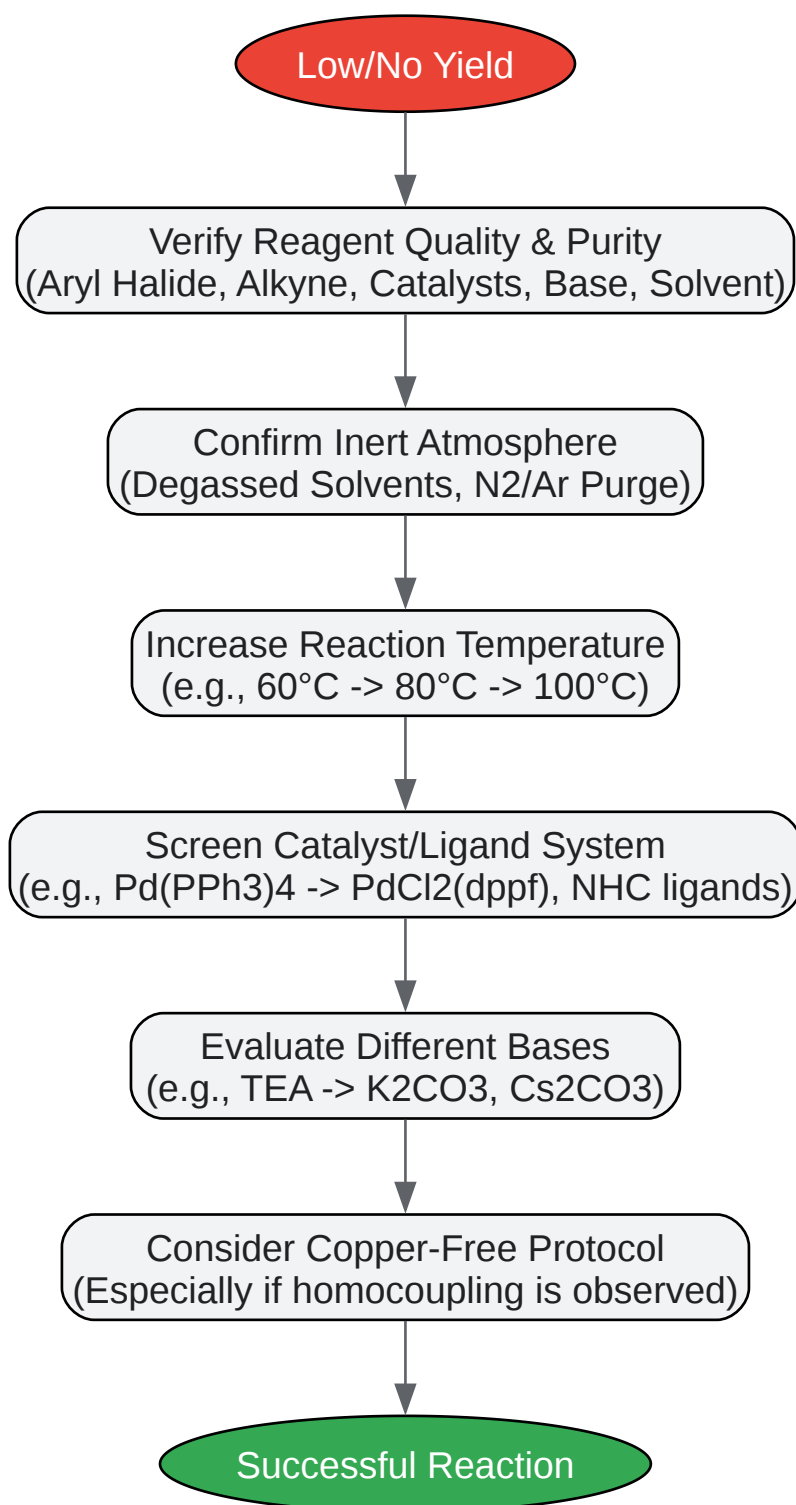 Low/No Yield
Verify Reagent Quality & Purity
(Aryl Halide, Alkyne, Catalysts, Base, Solvent)
Confirm Inert Atmosphere
(Degassed Solvents, N2/Ar Purge)
Increase Reaction Temperature
(e.g., 60°C -> 80°C -> 100°C)
Screen Catalyst/Ligand System
(e.g., Pd(PPh3)4 -> PdCl2(dppf), NHC ligands)
Evaluate Different Bases
(e.g., TEA -> K2CO3, Cs2CO3)
Consider Copper-Free Protocol
(Especially if homocoupling is observed)
Successful Reaction